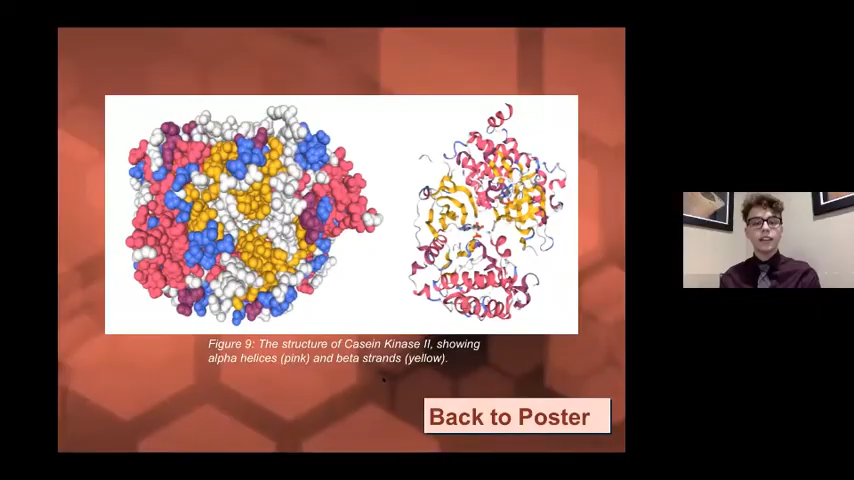 Figure 9: The structure of Casein Kinase II, showing
alpha helices (pink) and beta strands (yellow).
Back to Poster